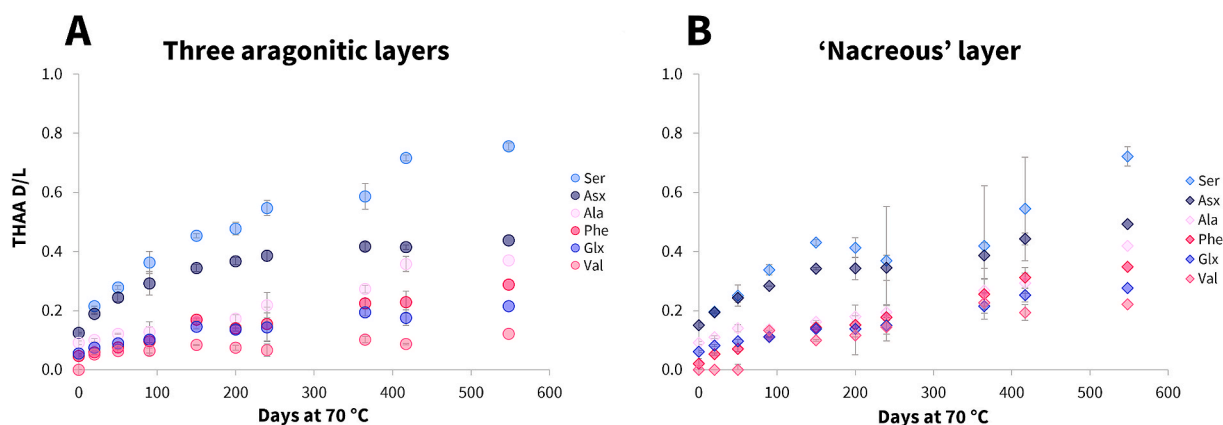 A
Three aragonitic layers
THAA D/L
1.0
0.8
0.6
0.4
0.2
0.0
0 100 200 300 400 500 600
Days at 70 °C
Ser
Asx
Ala
Phe
Glx
Val
B
‘Nacreous’ layer
1.0
0.8
0.6
0.4
0.2
0.0
0 100 200 300 400 500 600
Days at 70 °C
Ser
Asx
Ala
Phe
Glx
Val